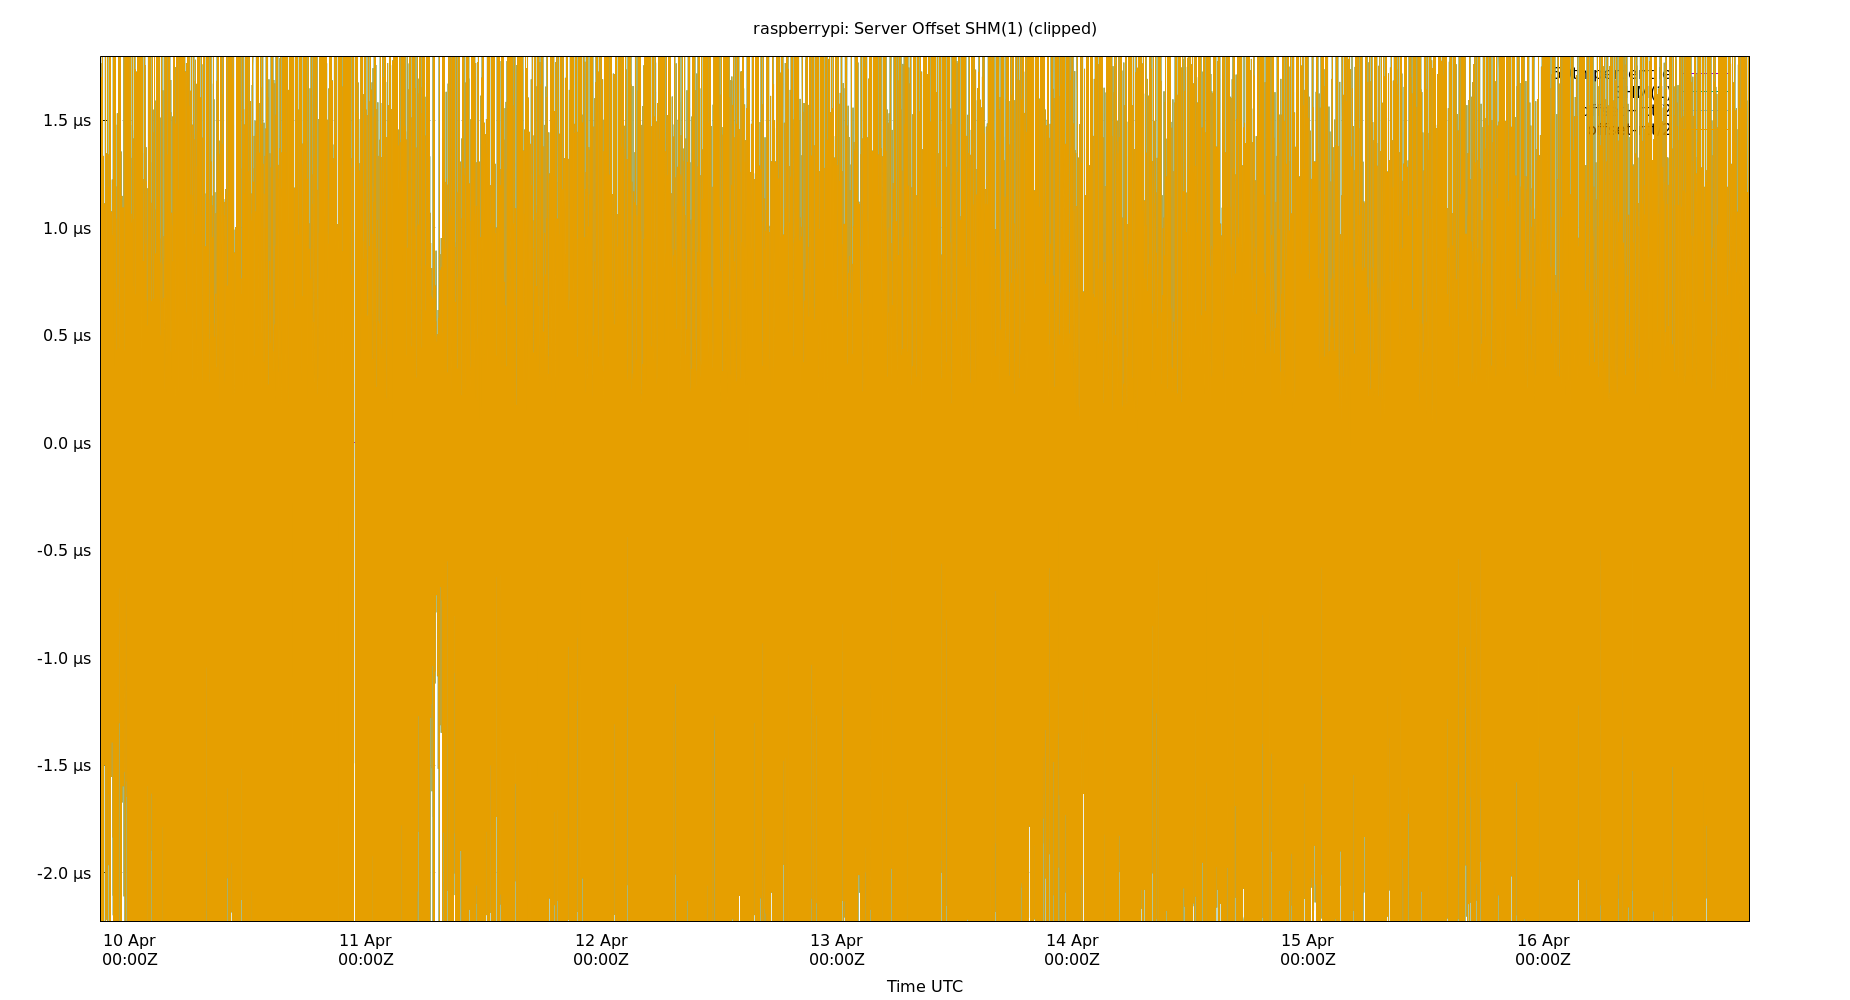 raspberrypi: Server Offset SHM(1) (clipped)
1.5 µs
1.0 µs
0.5 µs
0.0 µs
-0.5 µs
-1.0 µs
-1.5 µs
-2.0 µs
10 Apr 11 Apr 12 Apr 13 Apr 14 Apr 15 Apr 16 Apr
00:00Z 00:00Z 00:00Z 00:00Z 00:00Z 00:00Z 00:00Z
Time UTC